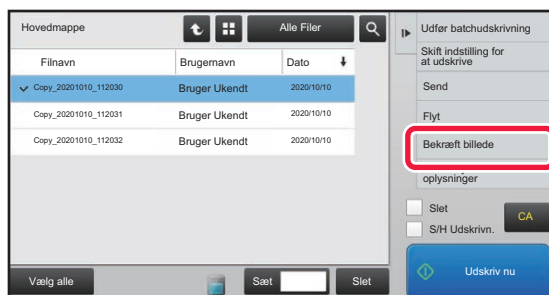 Hovedmappe
Alle Filer
Filnavn Brugernavn Dato
Copy_20201010_112030 Bruger Ukendt 2020/10/10
Copy_20201010_112031 Bruger Ukendt 2020/10/10
Copy_20201010_112032 Bruger Ukendt 2020/10/10
Vælg alle
Sæt
Slet
Udfør batchudskrivning
Skift indstilling for
at udskrive
Send
Flyt
Bekræft billede
oplysninger
Slet
S/H Udskrivn.
CA
Udskriv nu